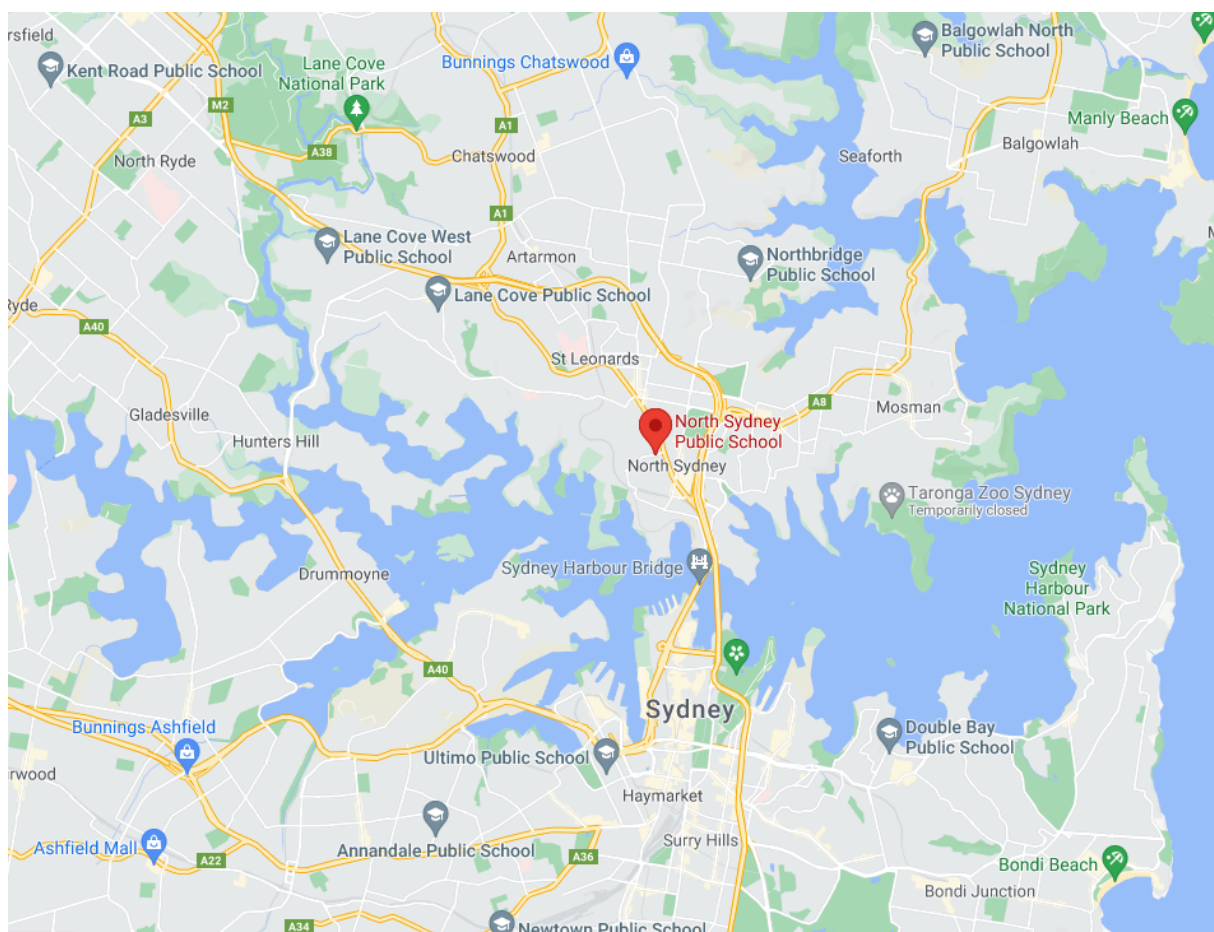 rsfield
Kent Road Public School
Lane Cove
National Park
Bunnings Chatswood
Balgowlah North
Public School
M2
A3
A1
Manly Beach
A38
North Ryde
Chatswood
Seaforth
Balgowlah
A1
Lane Cove West
Public School
Artarmon
Northbridge
Public School
M
Lane Cove Public School
Ryde
A40
St Leonards
A8
Mosman
Gladesville
Hunters Hill
North Sydney
Public School
North Sydney
Taronga Zoo Sydney
Temporarily closed
Sydney Harbour Bridge
Drummoyne
Sydney
Harbour
National Park
A40
Sydney
Bunnings Ashfield
Double Bay
Public School
Ultimo Public School
rwood
Haymarket
Ashfield Mall
A22
Annandale Public School
A36
Surry Hills
Bondi Beach
Bondi Junction
A34
Newtown Public School